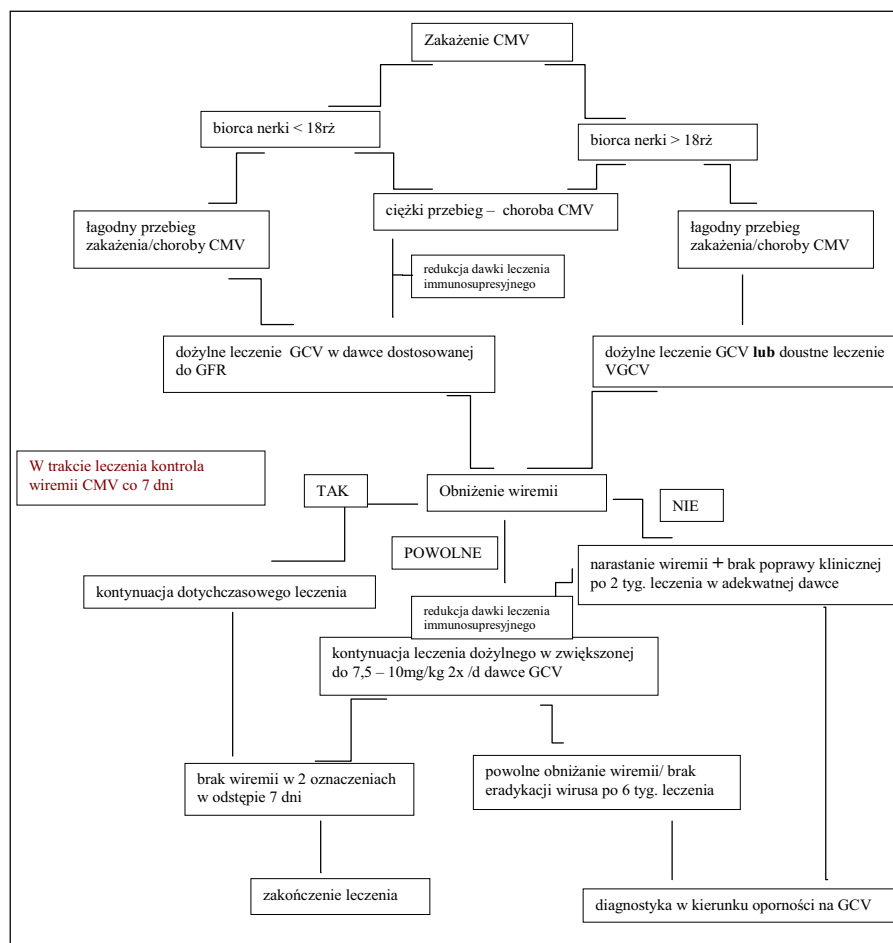 Zakażenie CMV
biorca nerki < 18rż
biorca nerki > 18rż
łagodny przebieg
zakażenia/choroby CMV
ciężki przebieg – choroba CMV
łagodny przebieg
zakażenia/choroby CMV
redukcja dawki leczenia
immunosupresyjnego
dożylne leczenie GCV w dawce dostosowanej
do GFR
dożylne leczenie GCV lub doustne leczenie
VGCV
W trakcie leczenia kontrola
wiremii CMV co 7 dni
TAK
Obniżenie wiremii
NIE
POWOLNE
narastanie wiremii + brak poprawy klinicznej
po 2 tyg. leczenia w adekwatnej dawce
kontynuacja dotychczasowego leczenia
redukcja dawki leczenia
immunosupresyjnego
kontynuacja leczenia dożylnego w zwiększonej
do 7,5 – 10mg/kg 2x /d dawce GCV
brak wiremii w 2 oznaczeniach
w odstępie 7 dni
powolne obniżanie wiremii/ brak
eradykacji wirusa po 6 tyg. leczenia
zakończenie leczenia
diagnostyka w kierunku oporności na GCV